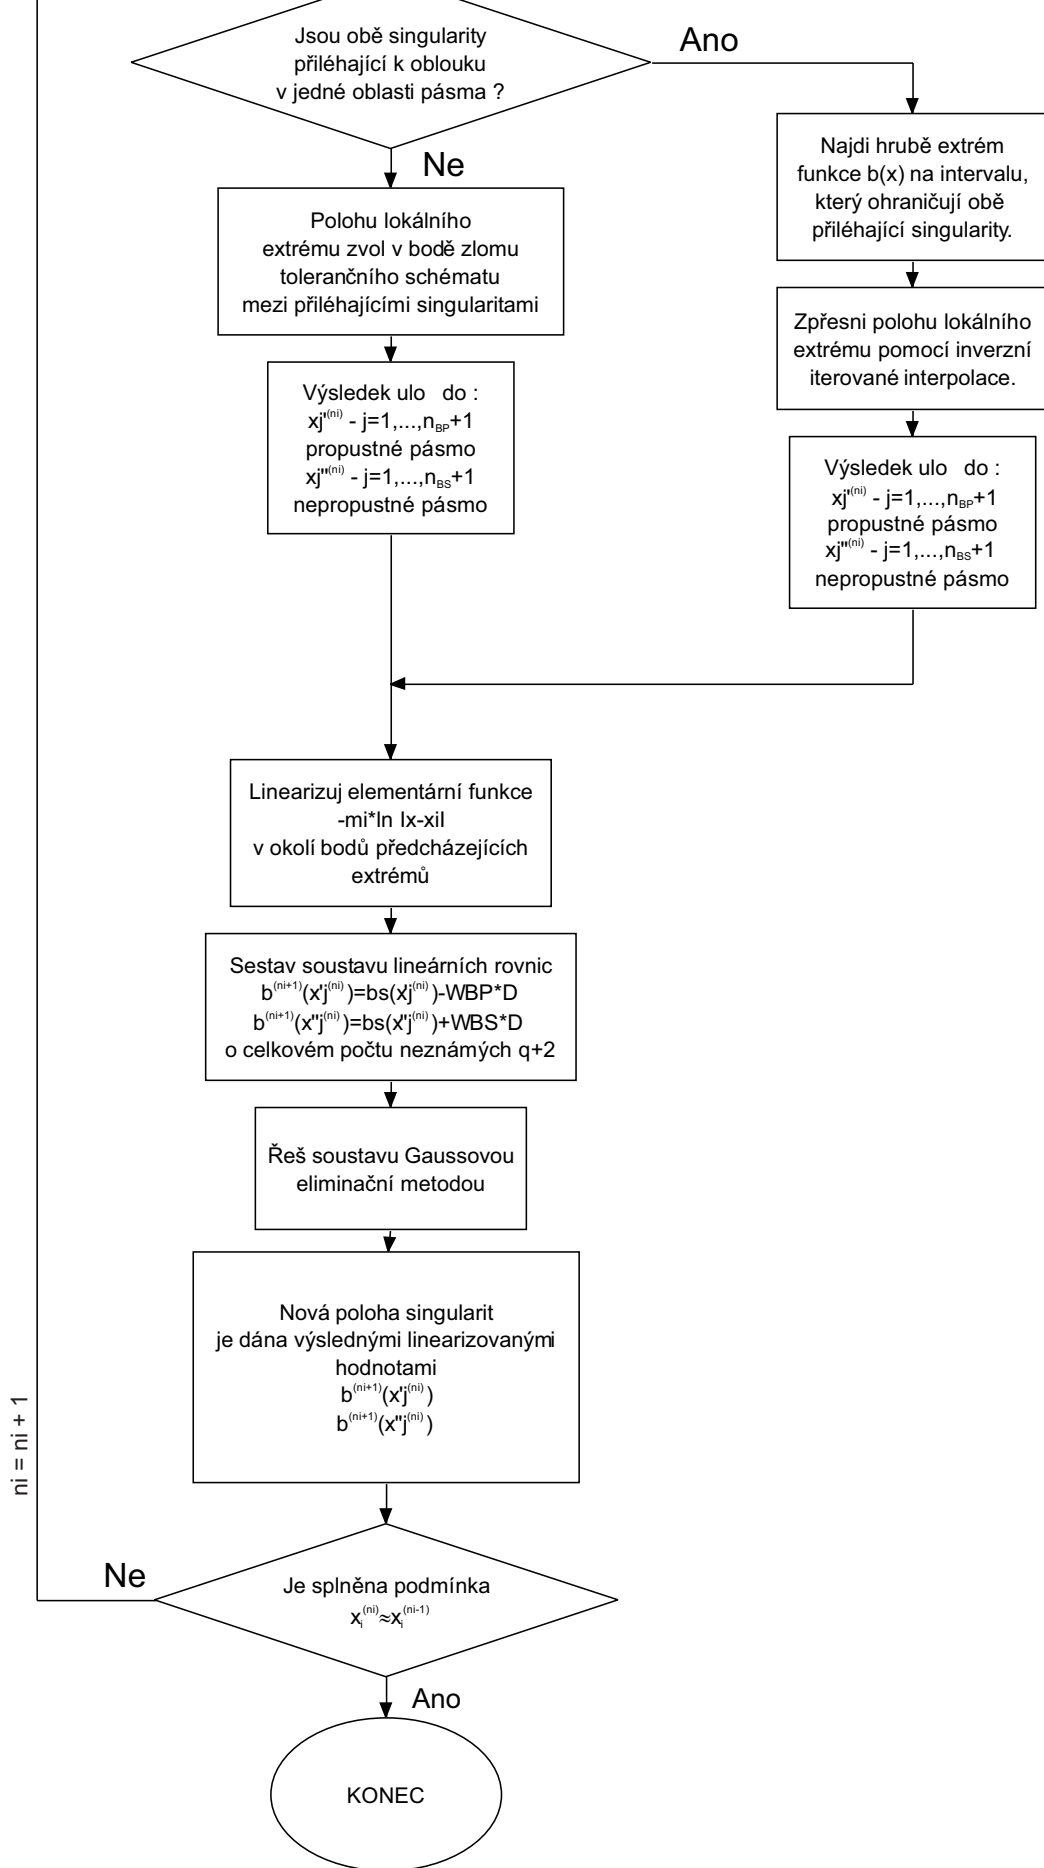 Jsou obě singularity
přiléhající k oblouku
v jedné oblasti pásma ?
Ano
Ne
Najdi hrubě extrém
funkce b(x) na intervalu,
který ohraničují obě
přiléhající singularity.
Polohu lokálního
extrému zvol v bodě zlomu
tolerančního schématu
mezi přiléhajícími singularitami
Zpřesni polohu lokálního
extrému pomocí inverzní
iterované interpolace.
Výsledek ulo do :
xj'(ni) - j=1,...,nBP+1
propustné pásmo
xj''(ni) - j=1,...,nBS+1
nepropustné pásmo
Výsledek ulo do :
xj'(ni) - j=1,...,nBP+1
propustné pásmo
xj''(ni) - j=1,...,nBS+1
nepropustné pásmo
Linearizuj elementární funkce
-mi*ln Ix-xiI
v okolí bodů předcházejících
extrémů
Sestav soustavu lineárních rovnic
b(ni+1)(x'j(ni))=bs(x'j(ni))-WBP*D
b(ni+1)(x''j(ni))=bs(x''j(ni))+WBS*D
o celkovém počtu neznámých q+2
Řeš soustavu Gaussovou
eliminační metodou
Nová poloha singularit
je dána výslednými linearizovanými
hodnotami
b(ni+1)(x'j(ni))
b(ni+1)(x''j(ni))
ni = ni + 1
Ne
Je splněna podmínka
xi(ni)≈xi(ni-1)
Ano
KONEC